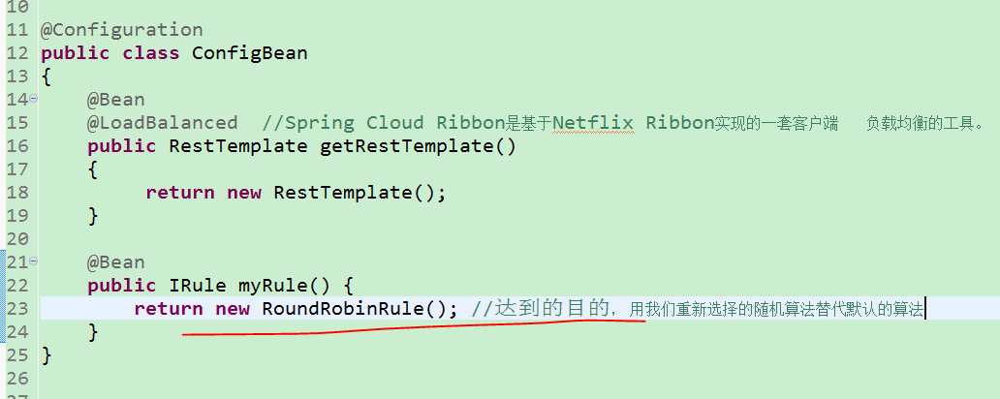 10
11 @Configuration
12 public class ConfigBean
13 {
14 @Bean
15 @LoadBalanced //Spring Cloud Ribbon是基于Netflix Ribbon实现的一套客户端 负载均衡的工具。
16 public RestTemplate getRestTemplate()
17 {
18 return new RestTemplate();
19 }
20
21 @Bean
22 public IRule myRule() {
23 return new RoundRobinRule(); //达到的目的，用我们重新选择的随机算法替代默认的算法
24 }
25 }
26
27